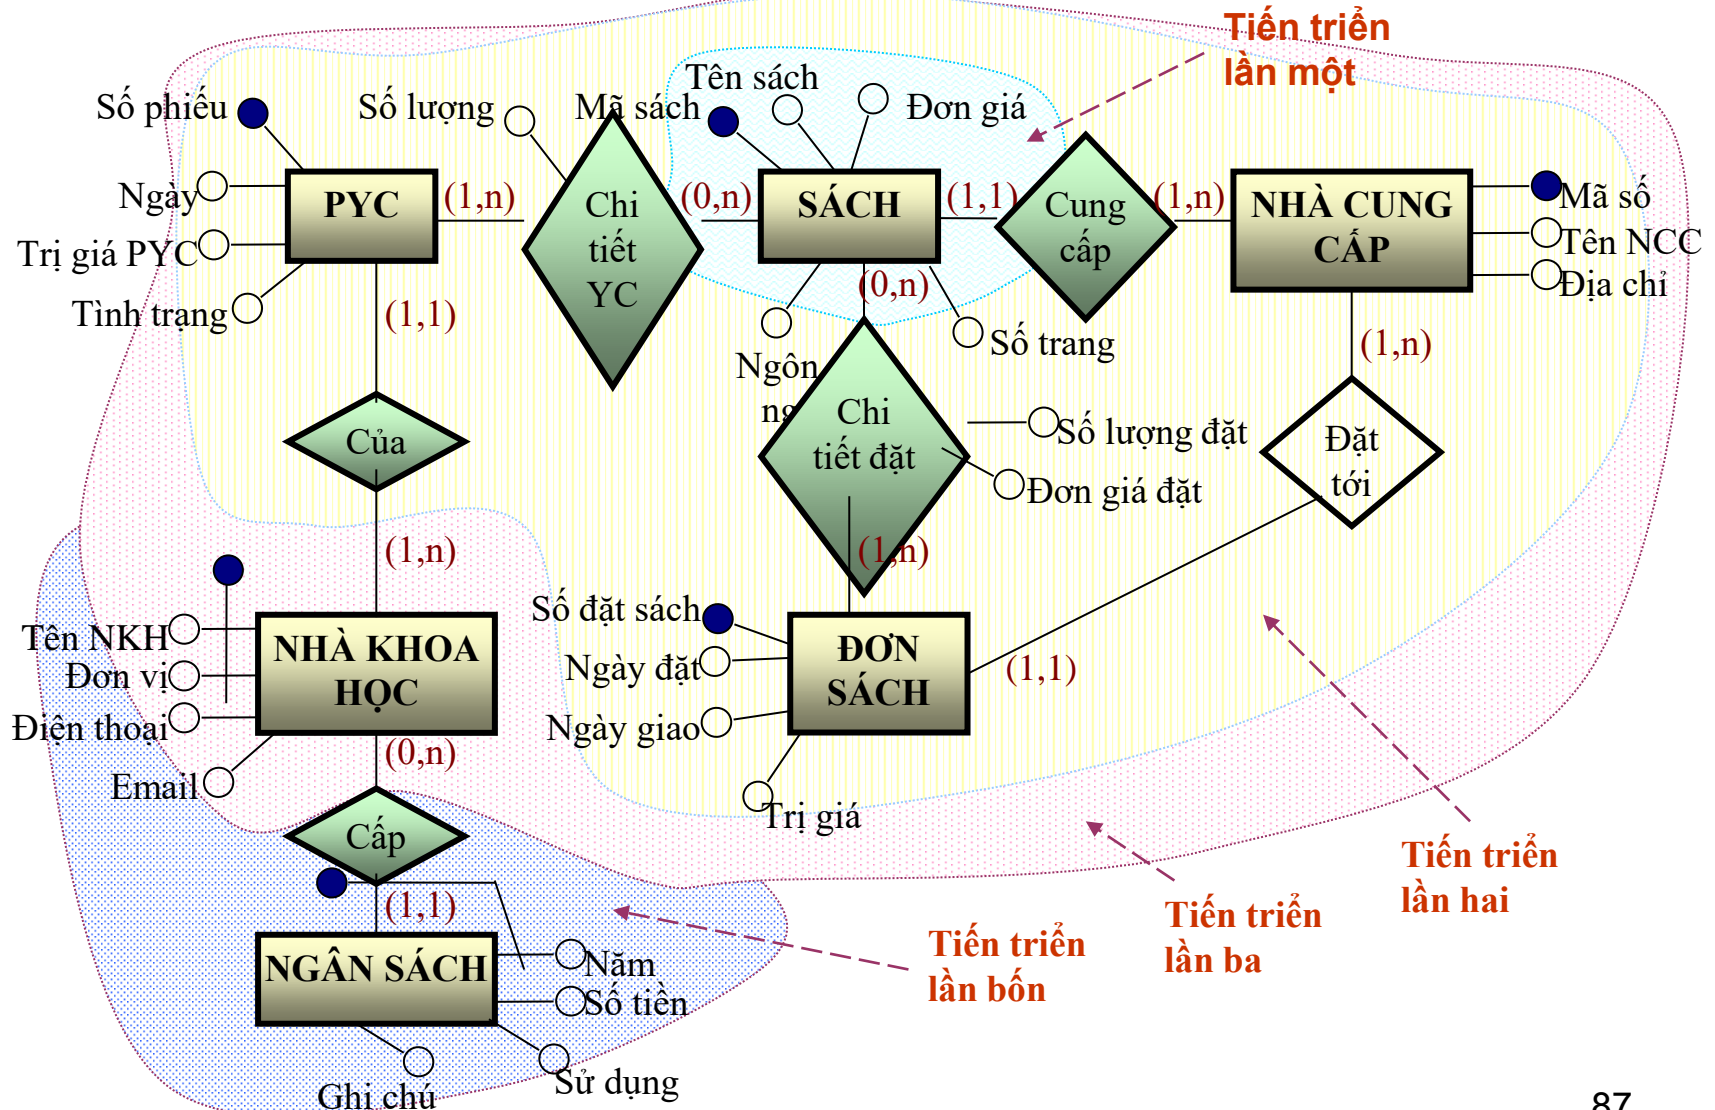 Tiến triển
lần một
Tên sách
Số phiếu
Số lượng
Mã sách
Đơn giá
Ngày
PYC
(1,n)
Chi
tiết
YC
(0,n)
SÁCH
(1,1)
Cung
cấp
(1,n)
NHÀ CUNG
CẤP
Mã số
Tên NCC
Địa chỉ
Trị giá PYC
Tình trạng
(1,1)
(0,n)
Số trang
(1,n)
Ngôn
Chi
tiết đặt
Số lượng đặt
Đơn giá đặt
Đặt
tới
Của
(1,n)
(1,n)
Số đặt sách
Ngày đặt
Ngày giao
ĐƠN
SÁCH
(1,1)
Trị giá
Tên NKH
Đơn vị
Điện thoại
Email
NHÀ KHOA
HỌC
(0,n)
Cấp
(1,1)
NGÂN SÁCH
Năm
Số tiền
Sử dụng
Ghi chú
Tiến triển
lần hai
Tiến triển
lần ba
Tiến triển
lần bốn
87